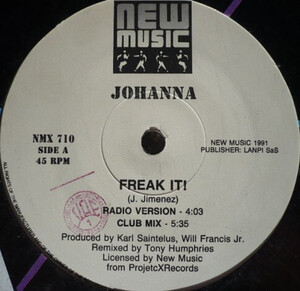 NEW
MUSIC
JOHANNA
NMX 710
SIDE A
45 RPM
NEW MUSIC 1991
PUBLISHER: LANPI SaS
FREAK IT!
(J. Jimenez)
RADIO VERSION - 4:03
CLUB MIX - 5:35
Produced by Karl Saintelus, Will Francis Jr.
Remixed by Tony Humphries
Licensed by New Music
from ProjetcXRecords